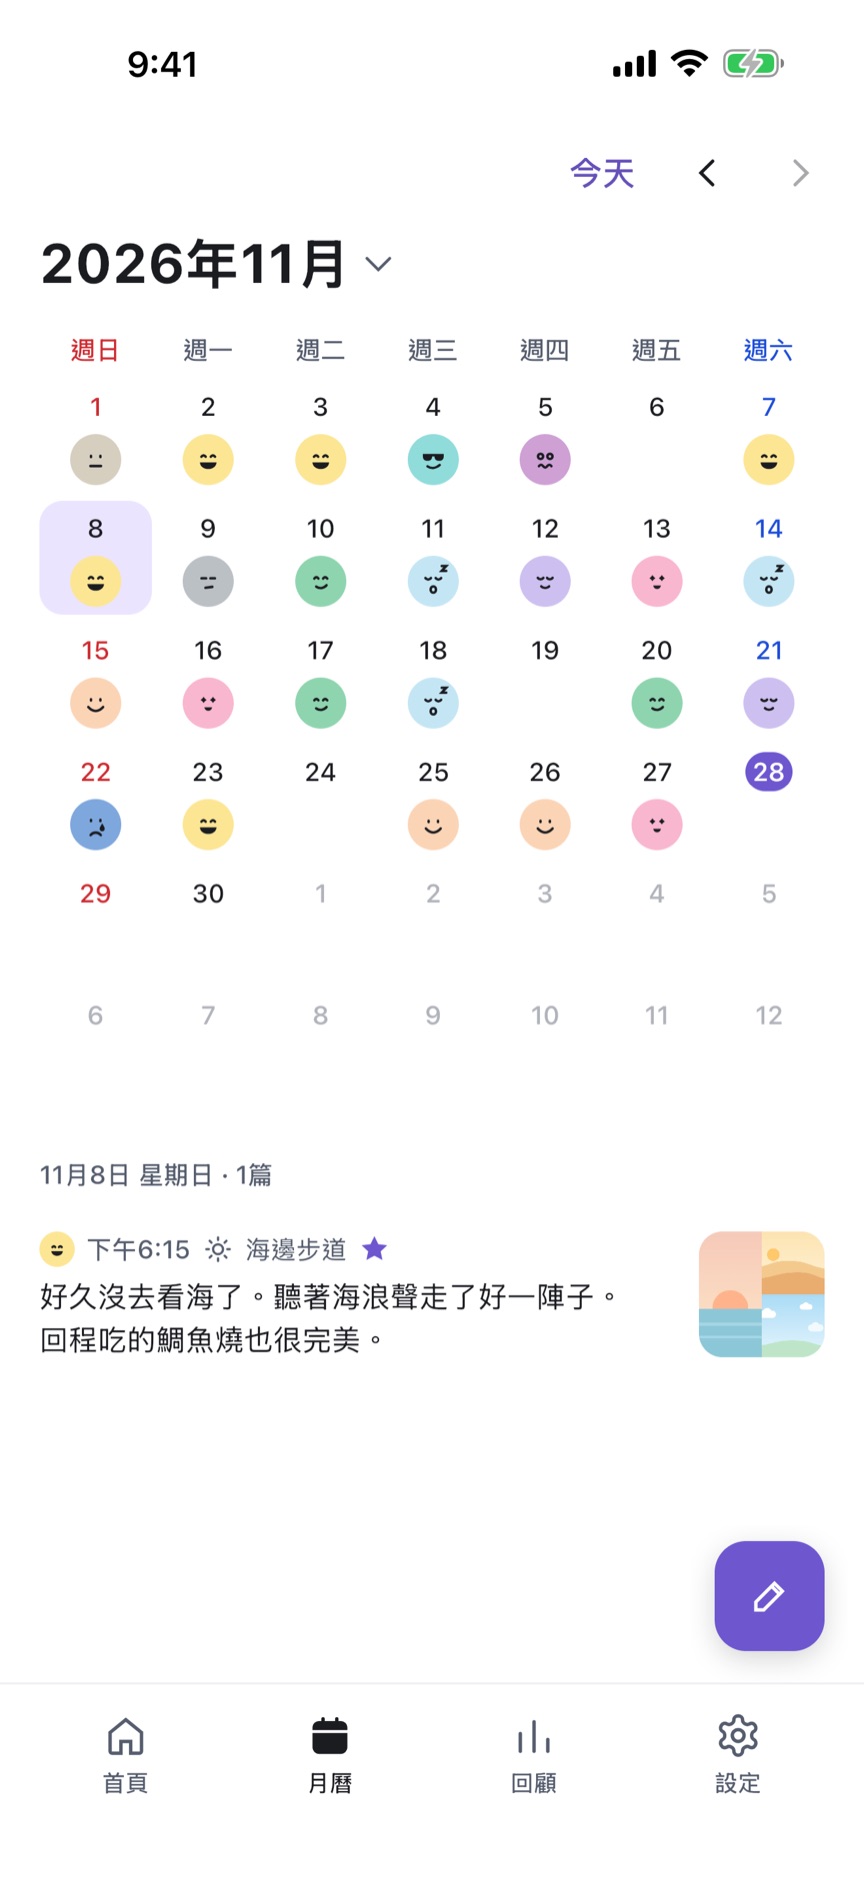 9:41
今天
2026年11月
週日 週一 週二 週三 週四 週五 週六
1 2 3 4 5 6 7
8 9 10 11 12 13 14
15 16 17 18 19 20 21
22 23 24 25 26 27 28
29 30 1 2 3 4 5
6 7 8 9 10 11 12
11月8日 星期日 · 1篇
下午6:15 海邊步道
好久沒去看海了。聽著海浪聲走了好一陣子。
回程吃的鯛魚燒也很完美。
首頁 月曆 回顧 設定